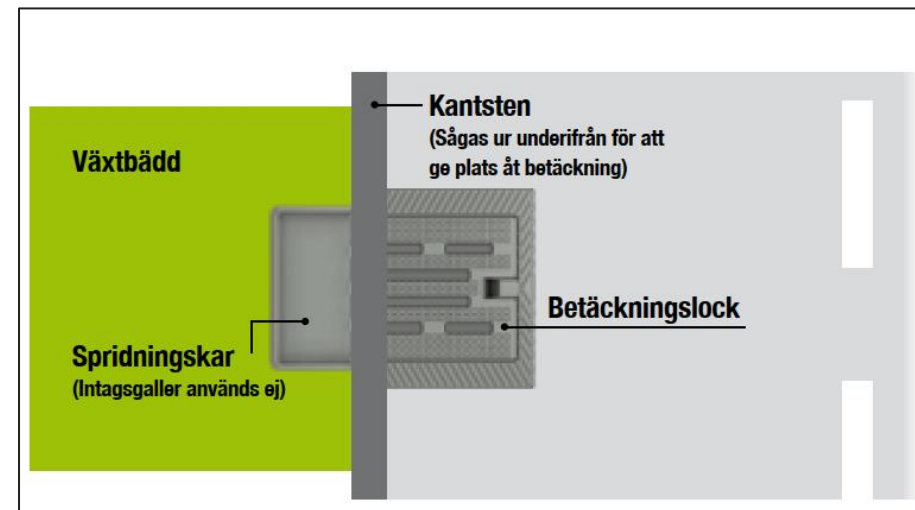 Kantsten
(Sågas ur underifrån för att
ge plats åt betäckning)
Växtbädd
Betäckningslock
Spridningskar
(Intagsgaller används ej)